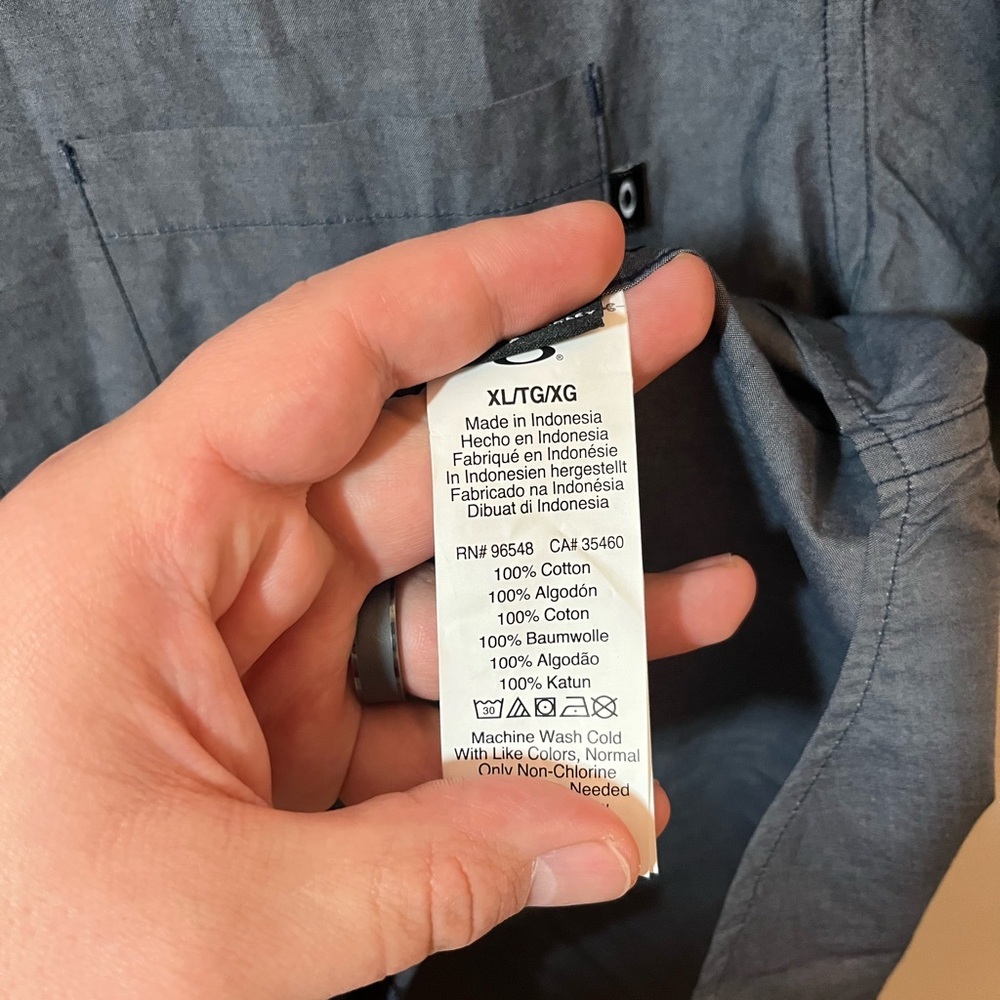 ®
XL/TG/XG
Made in Indonesia
Hecho en Indonesia
Fabriqué en Indonésie
In Indonesien hergestellt
Fabricado na Indonésia
Dibuat di Indonesia
RN# 96548 CA# 35460
100% Cotton
100% Algodón
100% Coton
100% Baumwolle
100% Algodão
100% Katun
30
Machine Wash Cold
With Like Colors, Normal
Only Non-Chlorine
Needed